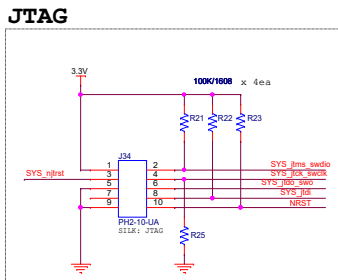 JTAG
3.3V
100K/1608 x 4ea
R21
R22
R23
J34
1
2
SYS_jtms_swdio
SYS_njtrst
3
4
SYS_jtck_swclk
5
6
SYS_jtdo_swo
7
8
SYS_jtdi
9
10
NRST
PH2-10-UA
SILK: JTAG
R25